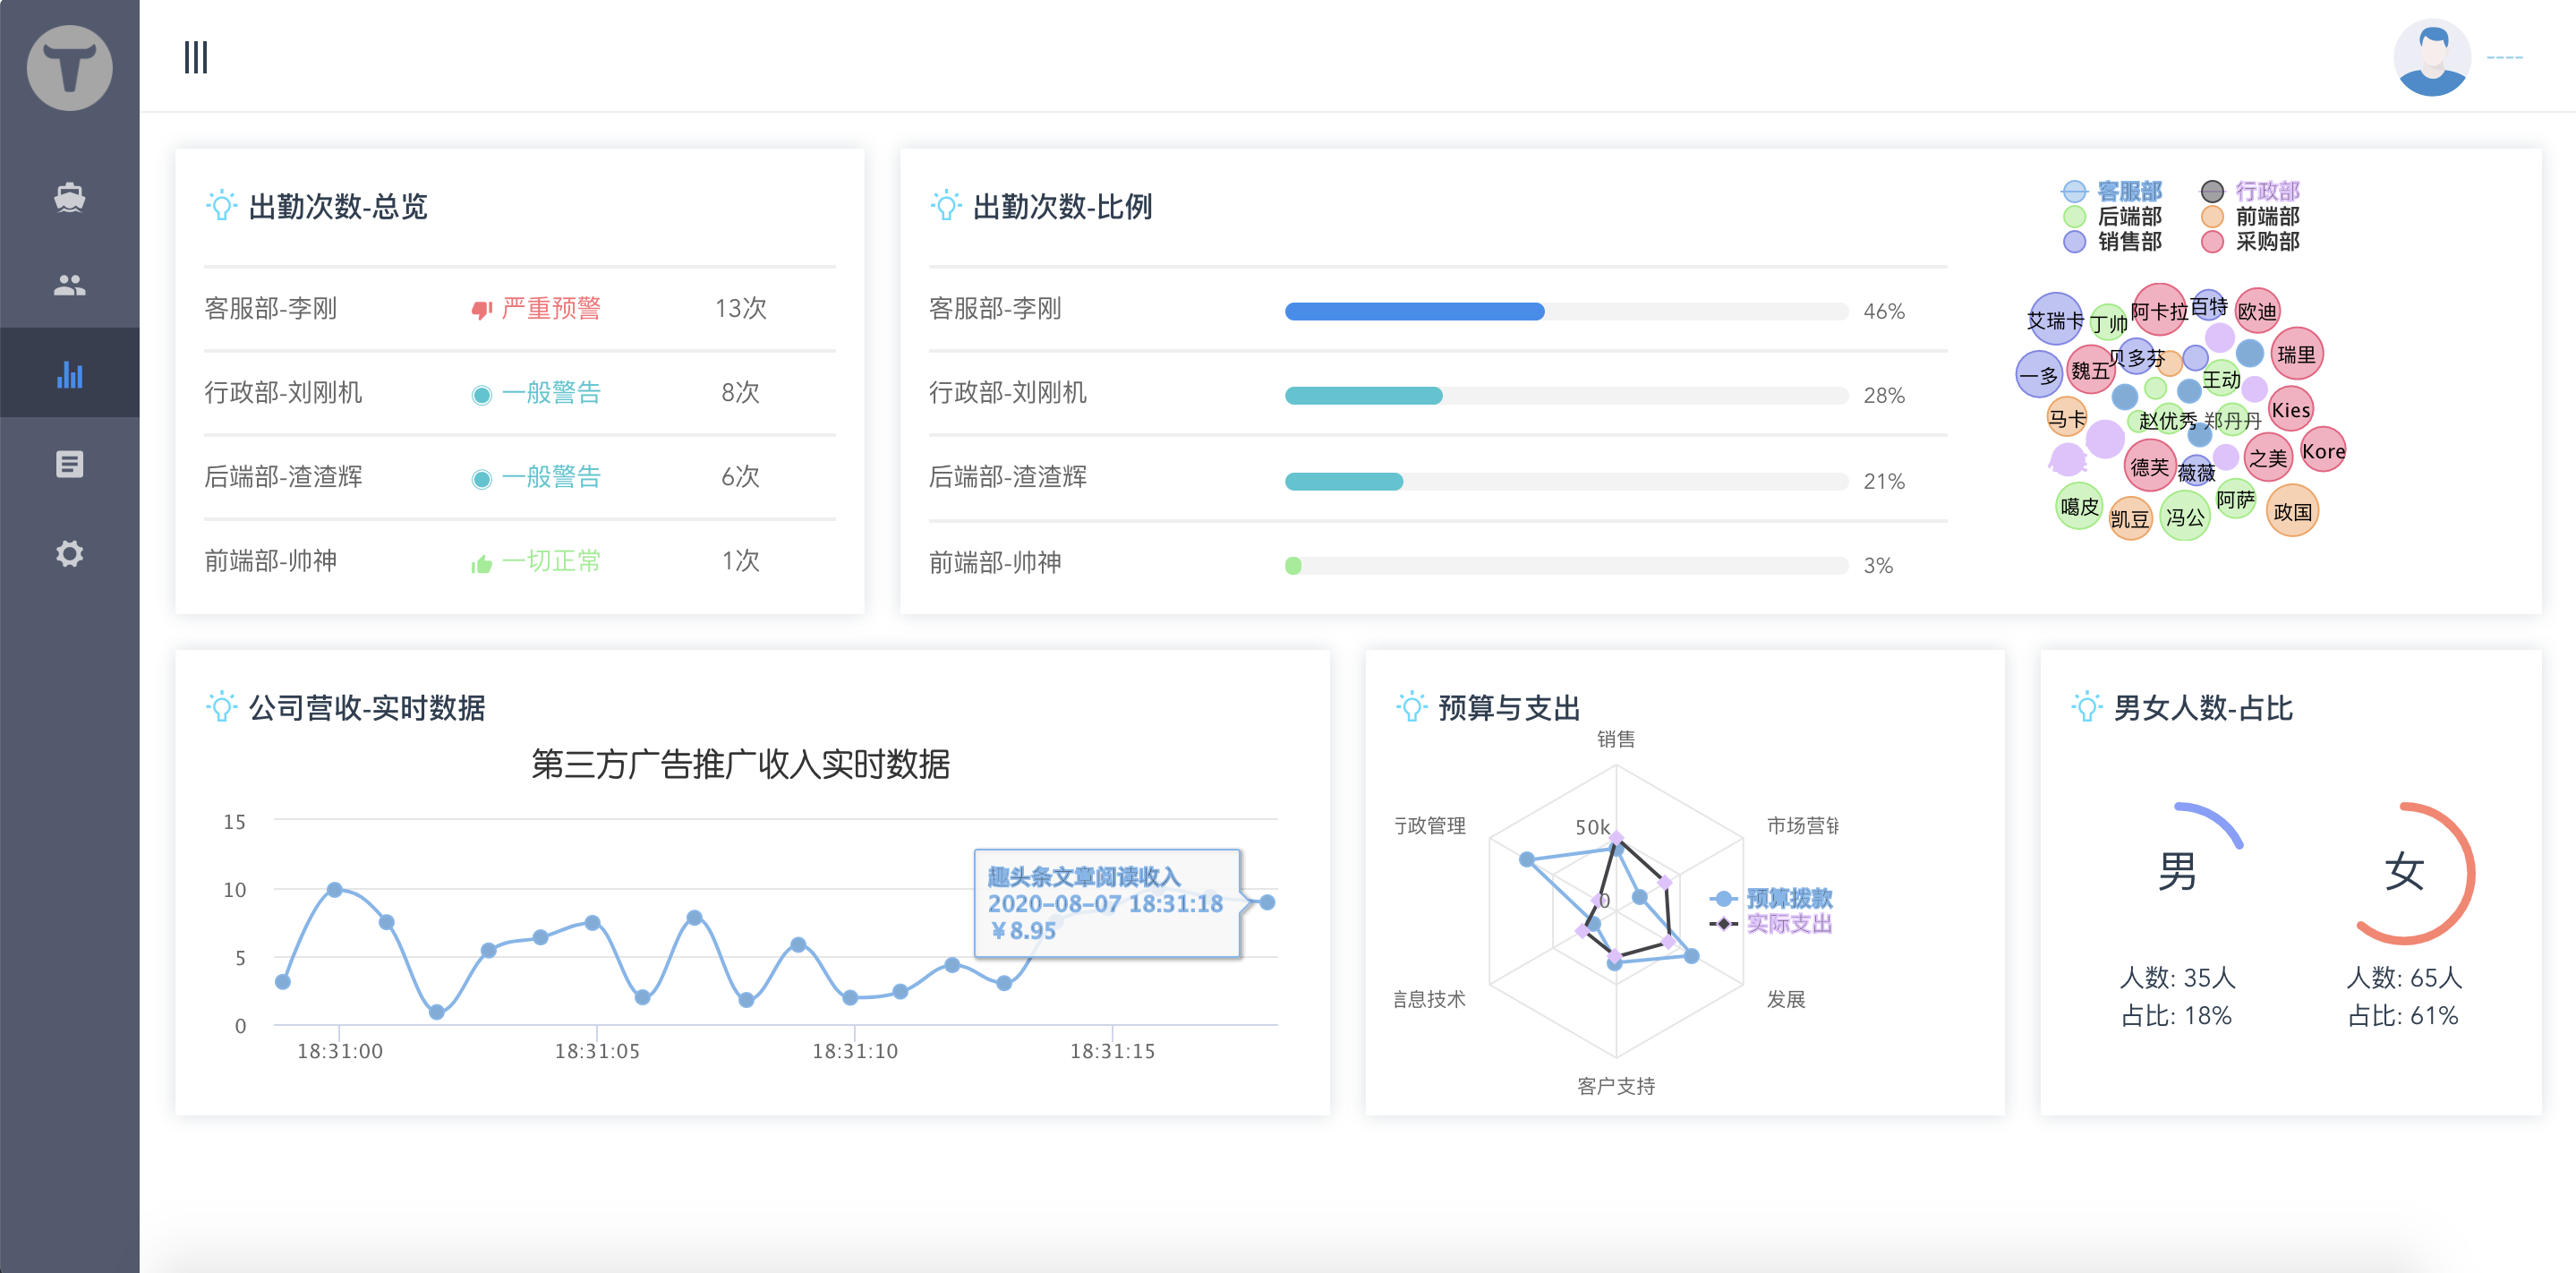 出勤次数-总览
客服部-李刚 严重预警 13次
行政部-刘刚机 一般警告 8次
后端部-渣渣辉 一般警告 6次
前端部-帅神 一切正常 1次
出勤次数-比例
客服部-李刚 46%
行政部-刘刚机 28%
后端部-渣渣辉 21%
前端部-帅神 3%
客服部 行政部
后端部 前端部
销售部 采购部
艾瑞卡 丁帅 阿卡拉 百特 欧迪
一多 魏五 贝多芬 王动 瑞里
马卡 赵优秀 郑丹丹 Kies
德芙 薇薇 之美 Kore
噶皮 凯豆 冯公 阿萨 政国
公司营收-实时数据
第三方广告推广收入实时数据
15
10
5
0
18:31:00 18:31:05 18:31:10 18:31:15
趣头条文章阅读收入
2020-08-07 18:31:18
￥8.95
预算与支出
销售
行政管理 50k 市场营销
0
预算拨款
实际支出
信息技术 发展
客户支持
男女人数-占比
男 女
人数: 35人 人数: 65人
占比: 18% 占比: 61%
----